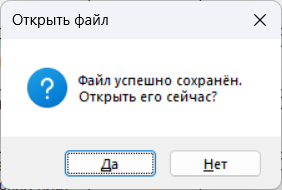 Открыть файл
Файл успешно сохранён.
Открыть его сейчас?
Да
Нет